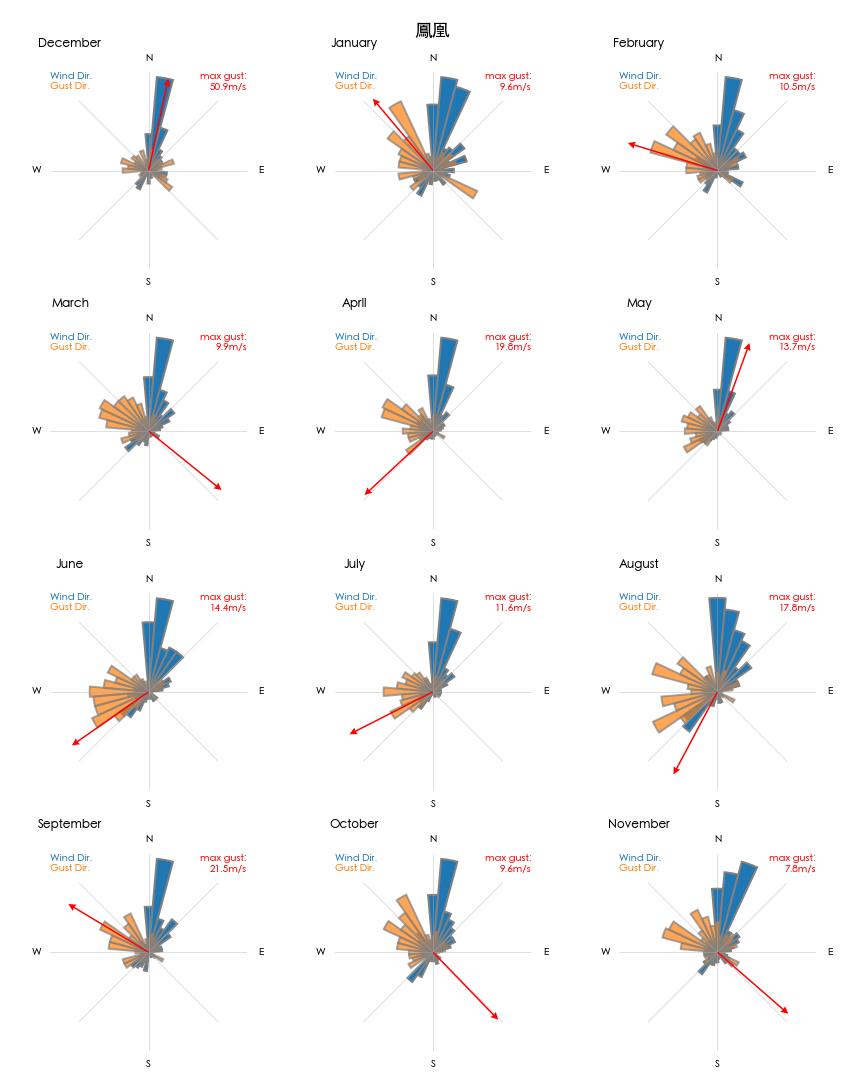 鳳凰
December
N
Wind Dir.
Gust Dir.
max gust:
50.9m/s
W
E
S
January
N
Wind Dir.
Gust Dir.
max gust:
9.6m/s
W
E
S
February
N
Wind Dir.
Gust Dir.
max gust:
10.5m/s
W
E
S
March
N
Wind Dir.
Gust Dir.
max gust:
9.9m/s
W
E
S
April
N
Wind Dir.
Gust Dir.
max gust:
19.8m/s
W
E
S
May
N
Wind Dir.
Gust Dir.
max gust:
13.7m/s
W
E
S
June
N
Wind Dir.
Gust Dir.
max gust:
14.4m/s
W
E
S
July
N
Wind Dir.
Gust Dir.
max gust:
11.6m/s
W
E
S
August
N
Wind Dir.
Gust Dir.
max gust:
17.8m/s
W
E
S
September
N
Wind Dir.
Gust Dir.
max gust:
21.5m/s
W
E
S
October
N
Wind Dir.
Gust Dir.
max gust:
9.6m/s
W
E
S
November
N
Wind Dir.
Gust Dir.
max gust:
7.8m/s
W
E
S